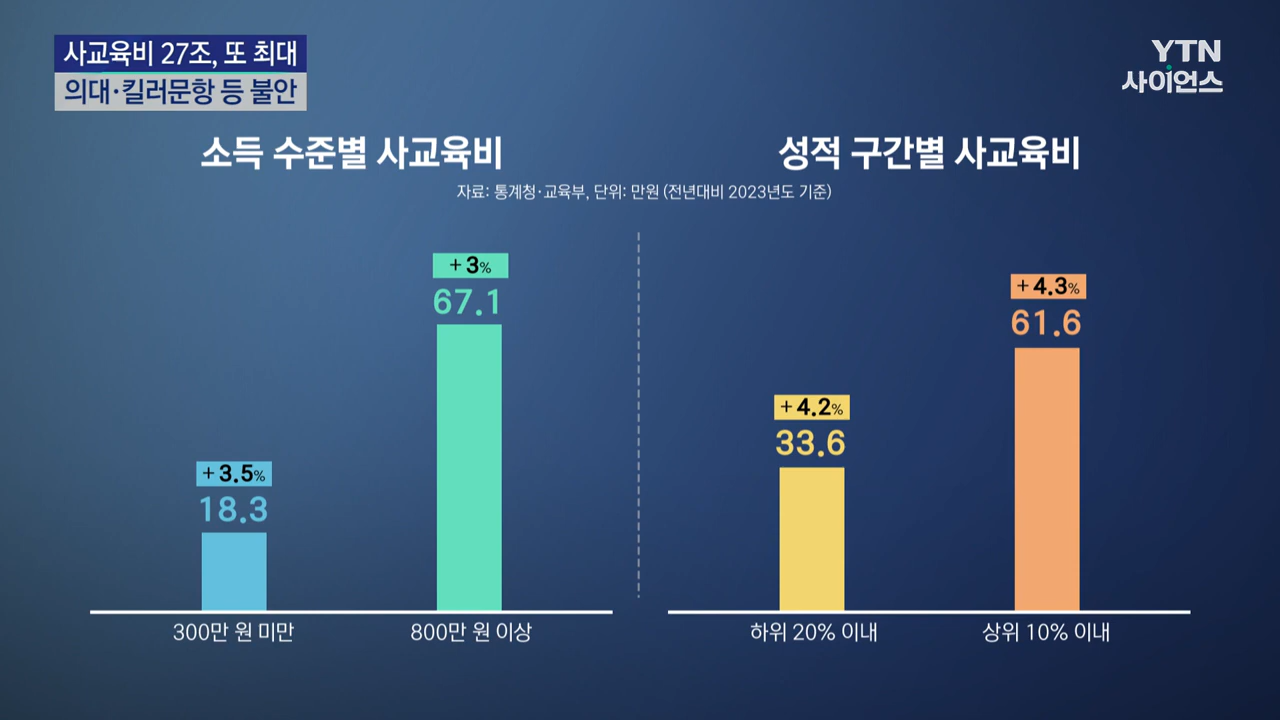 사교육비 27조, 또 최대
의대·킬러문항 등 불안
YTN
사이언스
소득 수준별 사교육비
성적 구간별 사교육비
자료: 통계청·교육부, 단위: 만원 (전년대비 2023년도 기준)
+3.5%
18.3
300만 원 미만
+3%
67.1
800만 원 이상
+4.2%
33.6
하위 20% 이내
+4.3%
61.6
상위 10% 이내